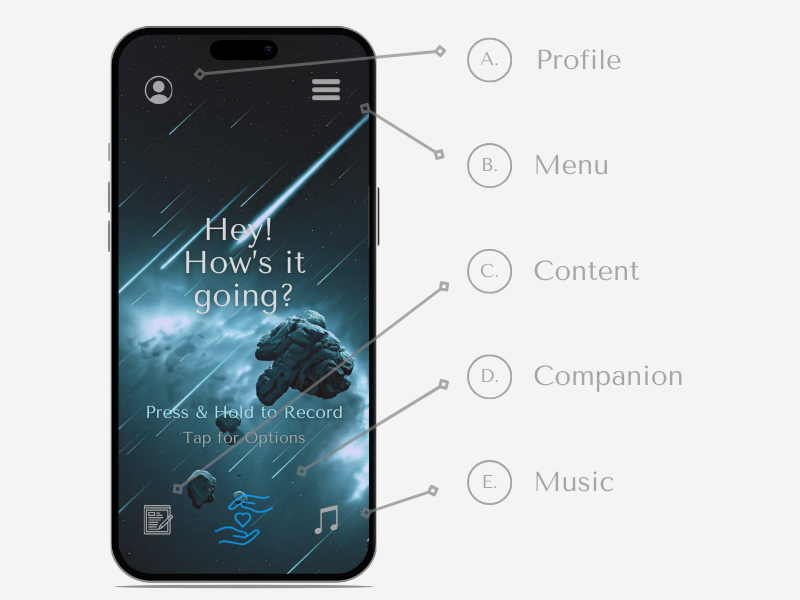 A. Profile
B. Menu
Hey!
How's it
going?
C. Content
D. Companion
Press & Hold to Record
Tap for Options
E. Music